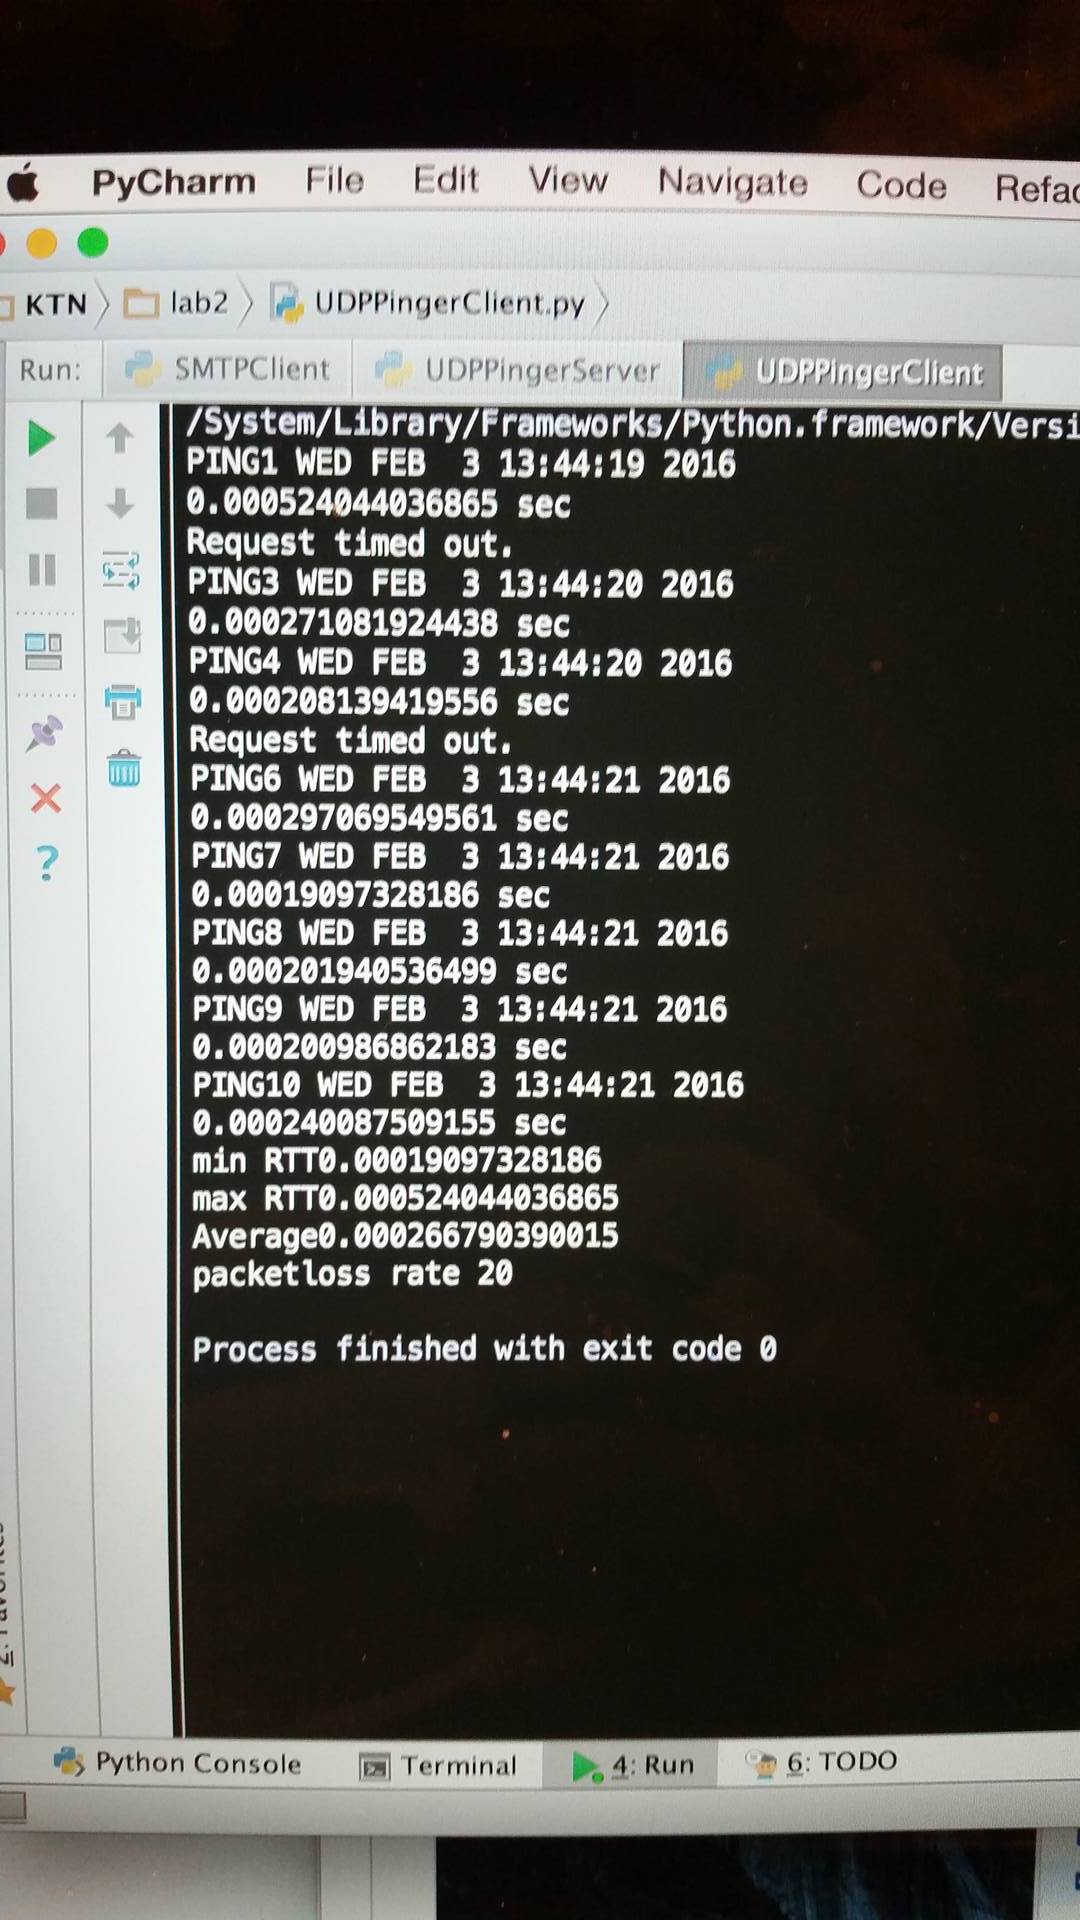 PyCharm File Edit View Navigate Code Refac
KTN lab2 UDPPingerClient.py
Run: SMTPClient UDPPingerServer UDPPingerClient
/System/Library/Frameworks/Python.framework/Versi
PING1 WED FEB  3 13:44:19 2016
0.000524044036865 sec
Request timed out.
PING3 WED FEB  3 13:44:20 2016
0.000271081924438 sec
PING4 WED FEB  3 13:44:20 2016
0.000208139419556 sec
Request timed out.
PING6 WED FEB  3 13:44:21 2016
0.000297069549561 sec
PING7 WED FEB  3 13:44:21 2016
0.00019097328186 sec
PING8 WED FEB  3 13:44:21 2016
0.000201940536499 sec
PING9 WED FEB  3 13:44:21 2016
0.000200986862183 sec
PING10 WED FEB  3 13:44:21 2016
0.000240087509155 sec
min RTT0.00019097328186
max RTT0.000524044036865
Average0.000266790390015
packetloss rate 20
Process finished with exit code 0
2: Favorites
Python Console Terminal 4: Run 6: TODO